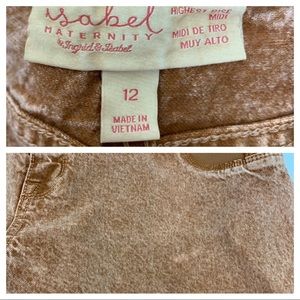 isabel
MATERNITY
by Ingrid & Isabel
HIGHEST RISE
MIDI
MIDI DE TIRO
MUY ALTO
12
MADE IN
VIETNAM